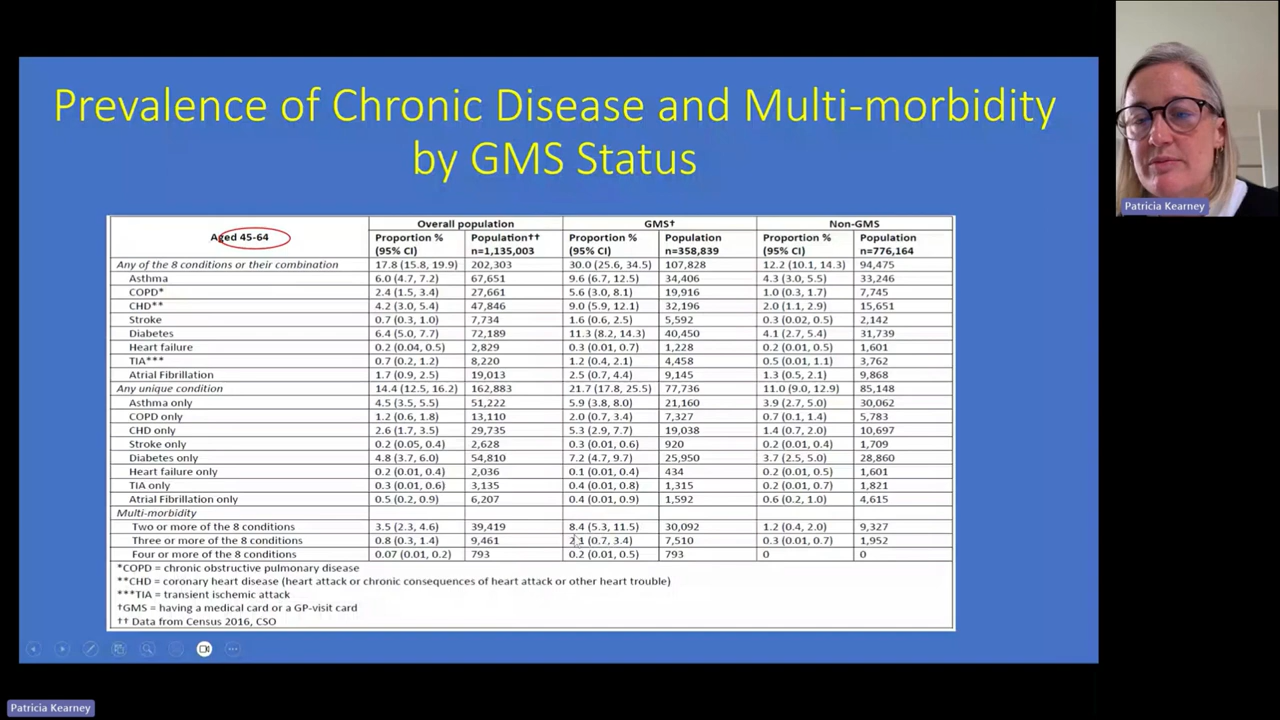 Prevalence of Chronic Disease and Multi-morbidity
by GMS Status
Patricia Kearney
Overall population GMS† Non-GMS
Aged 45-64 Proportion % (95% CI) Population†† n=1,135,003 Proportion % (95% CI) Population n=358,839 Proportion % (95% CI) Population n=776,164
Any of the 8 conditions or their combination 17.8 (15.8, 19.9) 202,303 30.0 (25.6, 34.5) 107,828 12.2 (10.1, 14.3) 94,475
Asthma 6.0 (4.7, 7.2) 67,651 9.6 (6.7, 12.5) 34,406 4.3 (3.0, 5.5) 33,246
COPD* 2.4 (1.5, 3.4) 27,661 5.6 (3.0, 8.1) 19,916 1.0 (0.3, 1.7) 7,745
CHD** 4.2 (3.0, 5.4) 47,846 9.0 (5.9, 12.1) 32,196 2.0 (1.1, 2.9) 15,651
Stroke 0.7 (0.3, 1.0) 7,734 1.6 (0.6, 2.5) 5,592 0.3 (0.02, 0.5) 2,142
Diabetes 6.4 (5.0, 7.7) 72,189 11.3 (8.2, 14.3) 40,450 4.1 (2.7, 5.4) 31,739
Heart failure 0.2 (0.04, 0.5) 2,829 0.3 (0.01, 0.7) 1,228 0.2 (0.01, 0.5) 1,601
TIA*** 0.7 (0.2, 1.2) 8,220 1.2 (0.4, 2.1) 4,458 0.5 (0.01, 1.1) 3,762
Atrial Fibrillation 1.7 (0.9, 2.5) 19,013 2.5 (0.7, 4.4) 9,145 1.3 (0.5, 2.1) 9,868
Any unique condition 14.4 (12.5, 16.2) 162,883 21.7 (17.8, 25.5) 77,736 11.0 (9.0, 12.9) 85,148
Asthma only 4.5 (3.5, 5.5) 51,222 5.9 (3.8, 8.0) 21,160 3.9 (2.7, 5.0) 30,062
COPD only 1.2 (0.6, 1.8) 13,110 2.0 (0.7, 3.4) 7,327 0.7 (0.1, 1.4) 5,783
CHD only 2.6 (1.7, 3.5) 29,735 5.3 (2.9, 7.7) 19,038 1.4 (0.7, 2.0) 10,697
Stroke only 0.2 (0.05, 0.4) 2,628 0.3 (0.01, 0.6) 920 0.2 (0.01, 0.4) 1,709
Diabetes only 4.8 (3.7, 6.0) 54,810 7.2 (4.7, 9.7) 25,950 3.7 (2.5, 5.0) 28,860
Heart failure only 0.2 (0.01, 0.4) 2,036 0.1 (0.01, 0.4) 434 0.2 (0.01, 0.5) 1,601
TIA only 0.3 (0.01, 0.6) 3,135 0.4 (0.01, 0.8) 1,315 0.2 (0.01, 0.7) 1,821
Atrial Fibrillation only 0.5 (0.2, 0.9) 6,207 0.4 (0.01, 0.9) 1,592 0.6 (0.2, 1.0) 4,615
Multi-morbidity
Two or more of the 8 conditions 3.5 (2.3, 4.6) 39,419 8.4 (5.3, 11.5) 30,092 1.2 (0.4, 2.0) 9,327
Three or more of the 8 conditions 0.8 (0.3, 1.4) 9,461 2.1 (0.7, 3.4) 7,510 0.3 (0.01, 0.7) 1,952
Four or more of the 8 conditions 0.07 (0.01, 0.2) 793 0.2 (0.01, 0.5) 793 0 0
*COPD = chronic obstructive pulmonary disease
**CHD = coronary heart disease (heart attack or chronic consequences of heart attack or other heart trouble)
***TIA = transient ischemic attack
†GMS = having a medical card or a GP-visit card
†† Data from Census 2016, CSO
Patricia Kearney